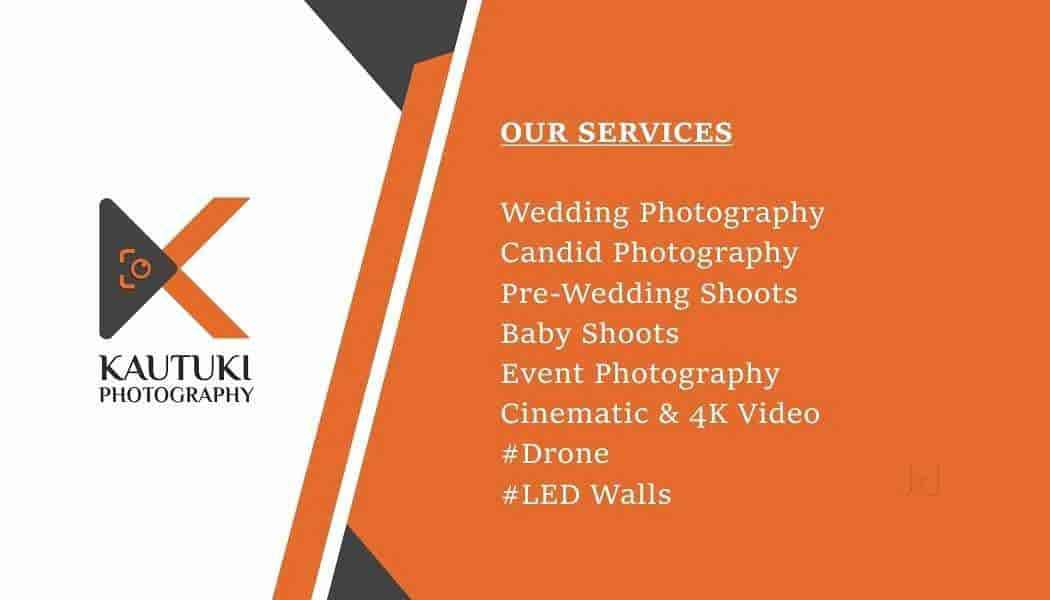 KAUTUKI
PHOTOGRAPHY
OUR SERVICES
Wedding Photography
Candid Photography
Pre-Wedding Shoots
Baby Shoots
Event Photography
Cinematic & 4K Video
#Drone
#LED Walls